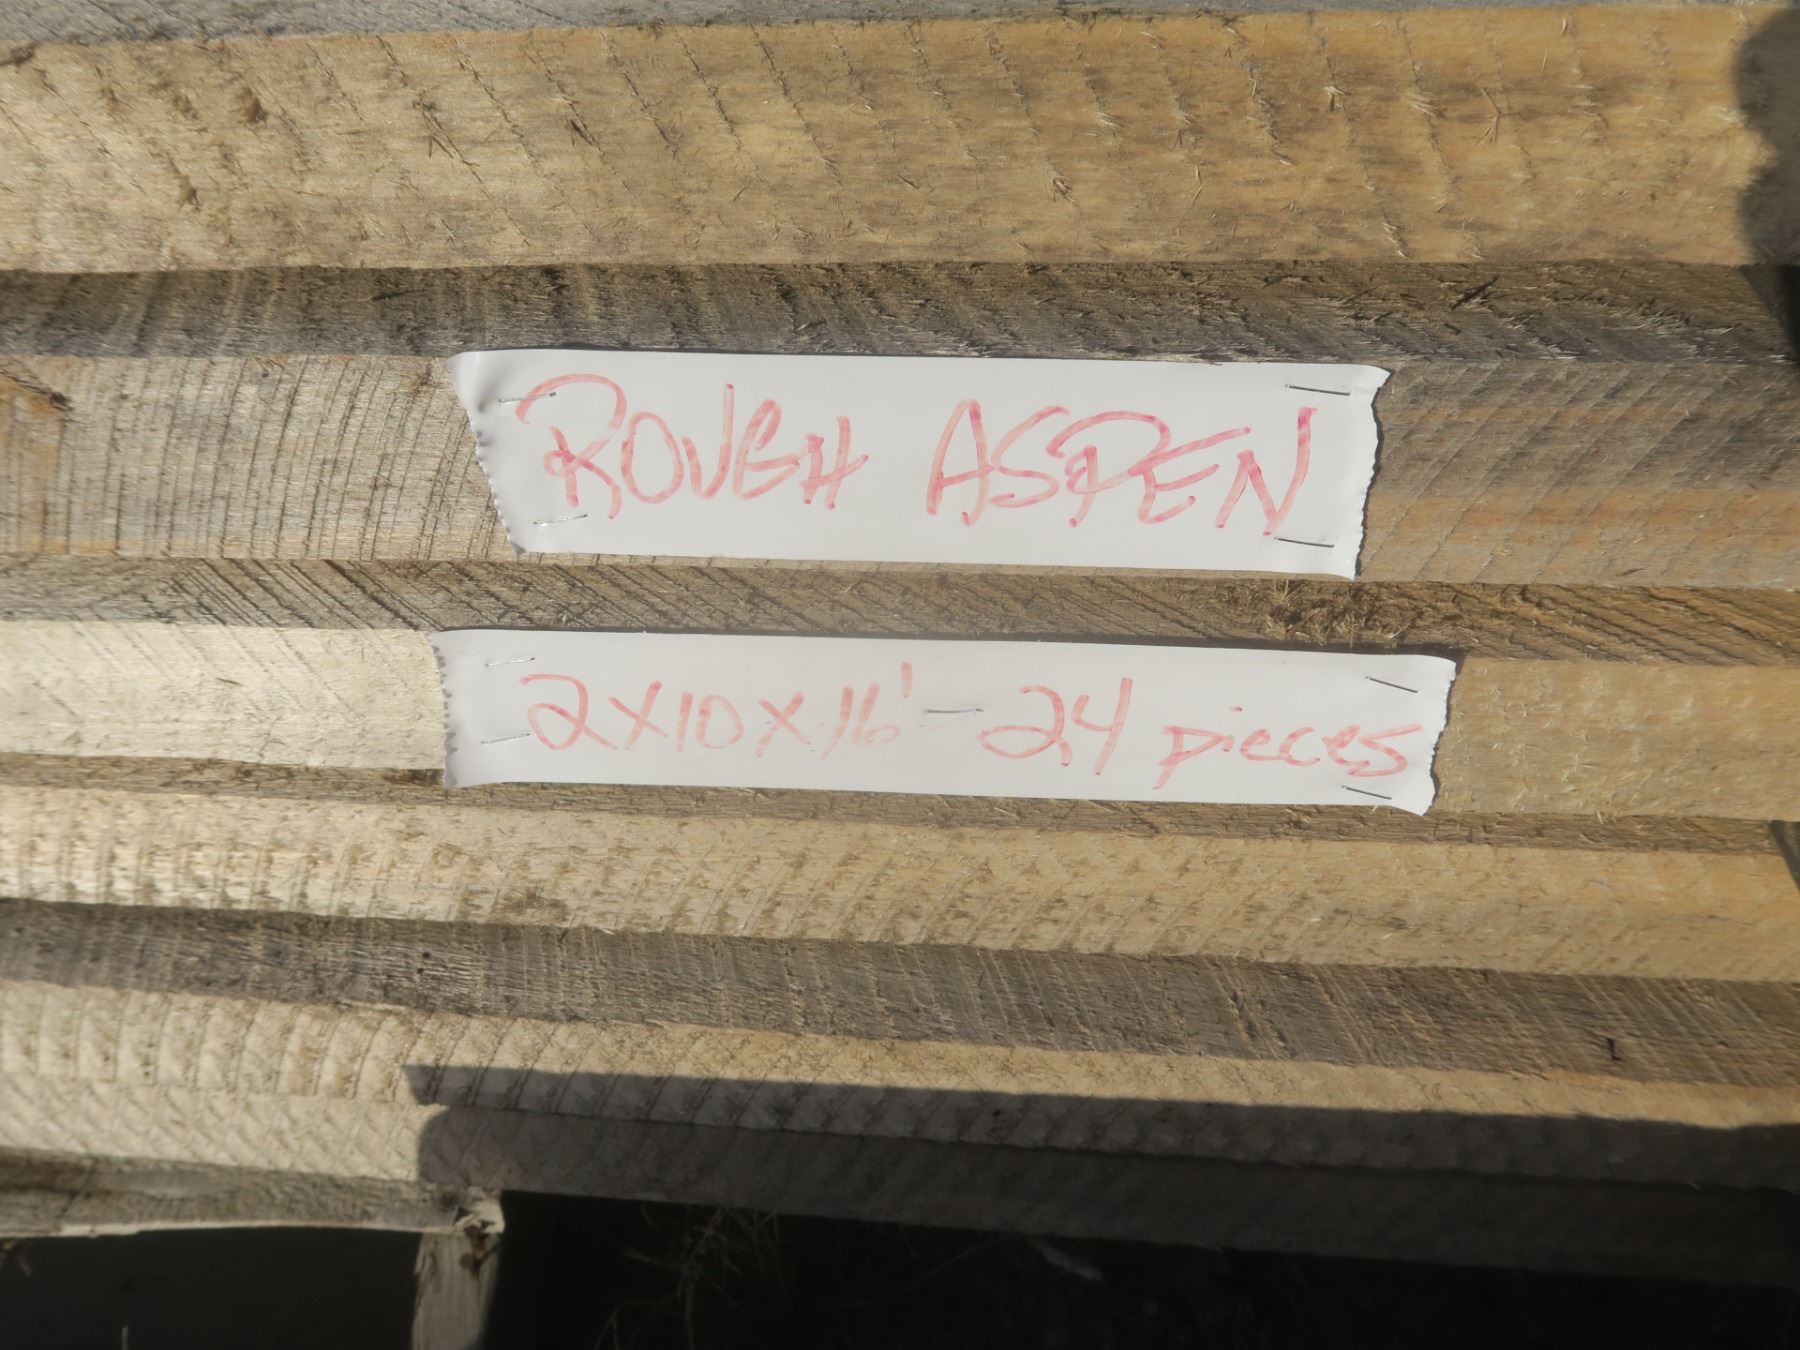 ROUGH ASPEN
2X10X16' - 24 pieces